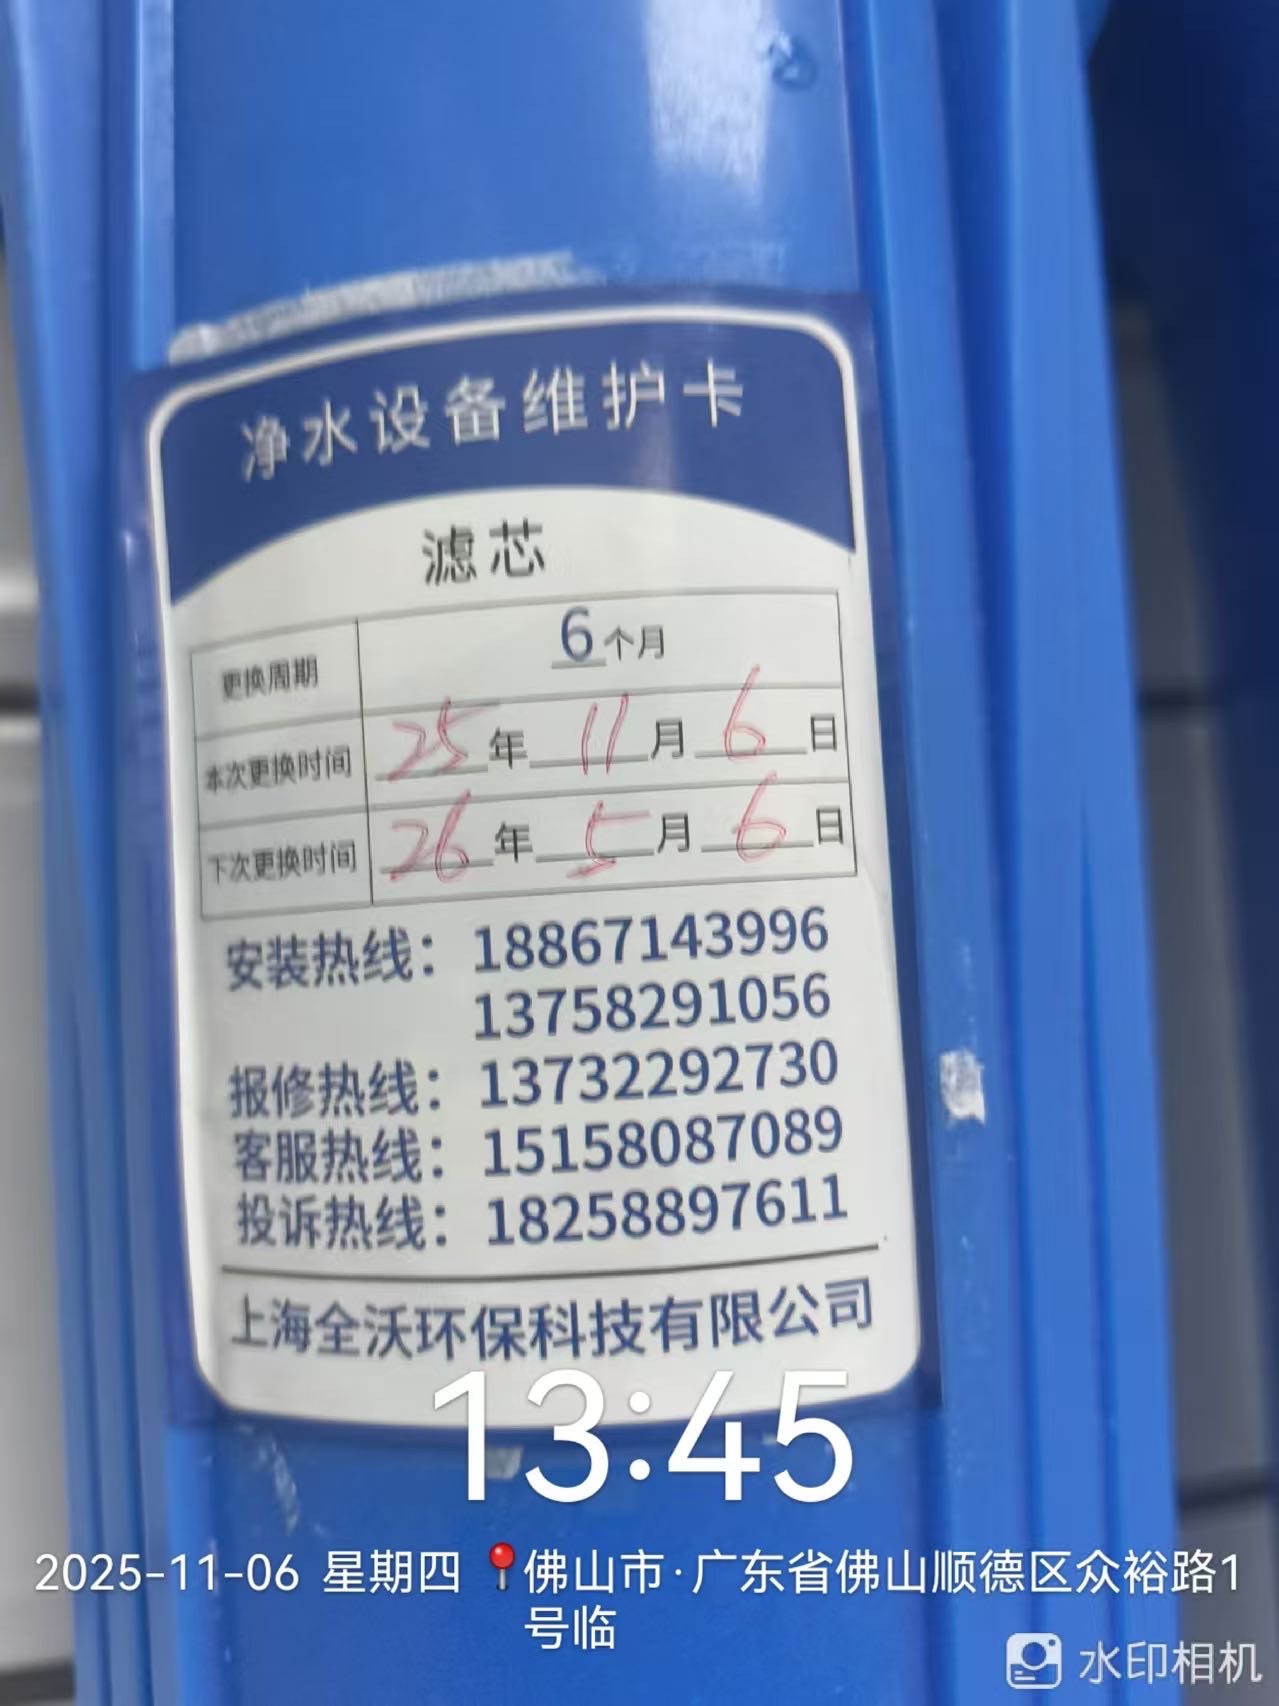 净水设备维护卡
滤芯
更换周期 6个月
本次更换时间 25年11月6日
下次更换时间 26年5月6日
安装热线：18867143996
13758291056
报修热线：13732292730
客服热线：15158087089
投诉热线：18258897611
上海全沃环保科技有限公司
13:45
2025-11-06 星期四 佛山市·广东省佛山顺德区众裕路1
号临
水印相机